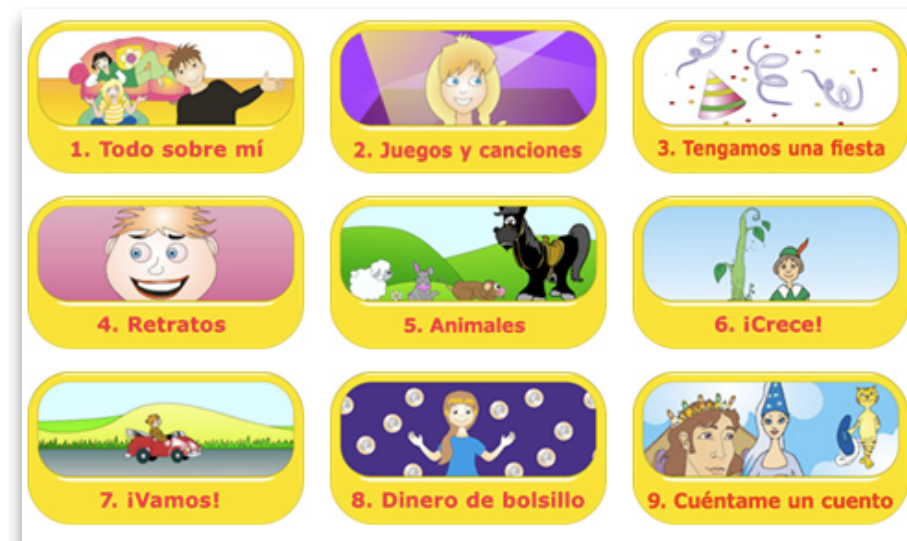 1. Todo sobre mí
2. Juegos y canciones
3. Tengamos una fiesta
4. Retratos
5. Animales
6. ¡Crece!
7. ¡Vamos!
8. Dinero de bolsillo
9. Cuéntame un cuento